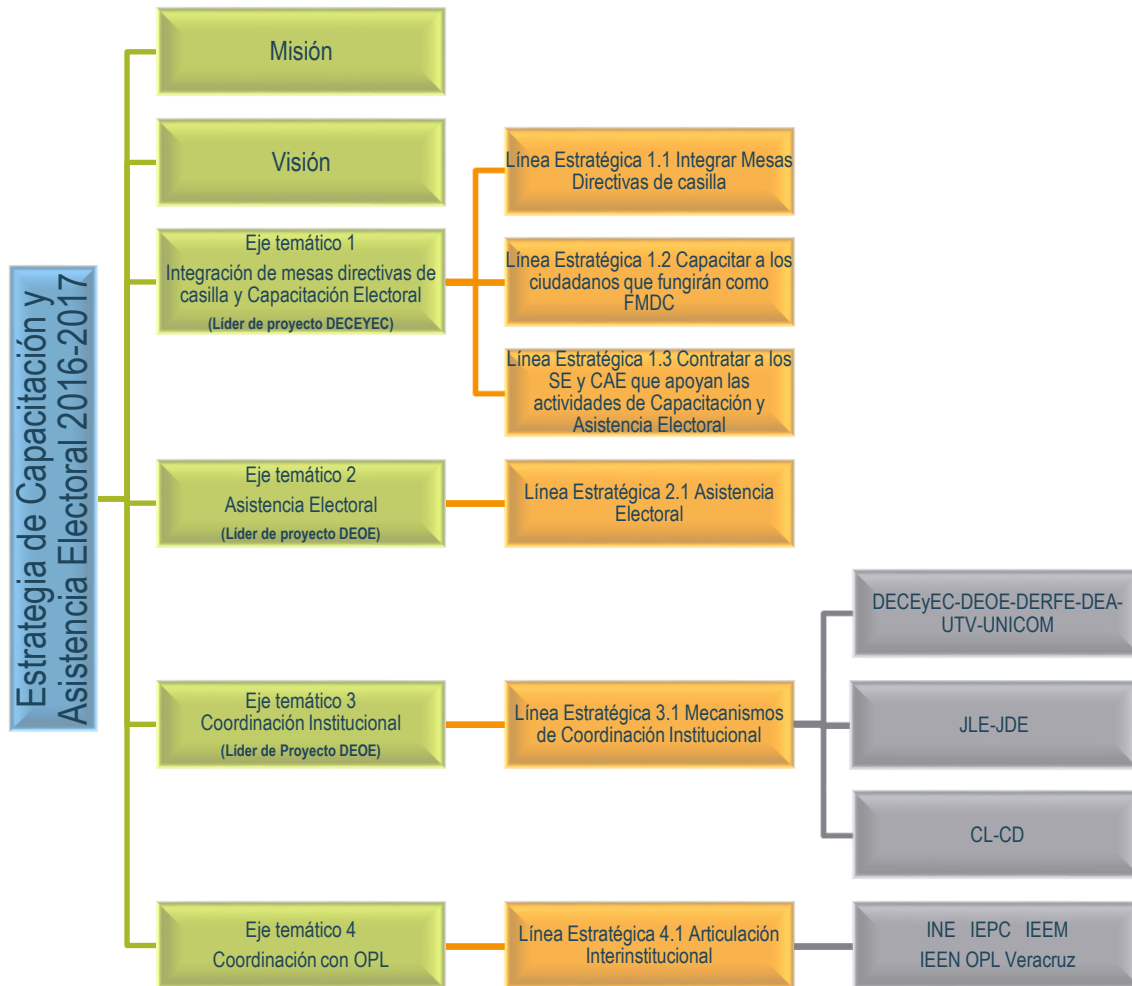 Estrategia de Capacitación y
Asistencia Electoral 2016-2017
Misión
Visión
Eje temático 1
Integración de mesas directivas de
casilla y Capacitación Electoral
(Líder de proyecto DECEYEC)
Línea Estratégica 1.1 Integrar Mesas
Directivas de casilla
Línea Estratégica 1.2 Capacitar a los
ciudadanos que fungirán como
FMDC
Línea Estratégica 1.3 Contratar a los
SE y CAE que apoyan las
actividades de Capacitación y
Asistencia Electoral
Eje temático 2
Asistencia Electoral
(Líder de proyecto DEOE)
Línea Estratégica 2.1 Asistencia
Electoral
Eje temático 3
Coordinación Institucional
(Líder de Proyecto DEOE)
Línea Estratégica 3.1 Mecanismos
de Coordinación Institucional
DECEyEC-DEOE-DERFE-DEA-
UTV-UNICOM
JLE-JDE
CL-CD
Eje temático 4
Coordinación con OPL
Línea Estratégica 4.1 Articulación
Interinstitucional
INE IEPC IEEM
IEEN OPL Veracruz